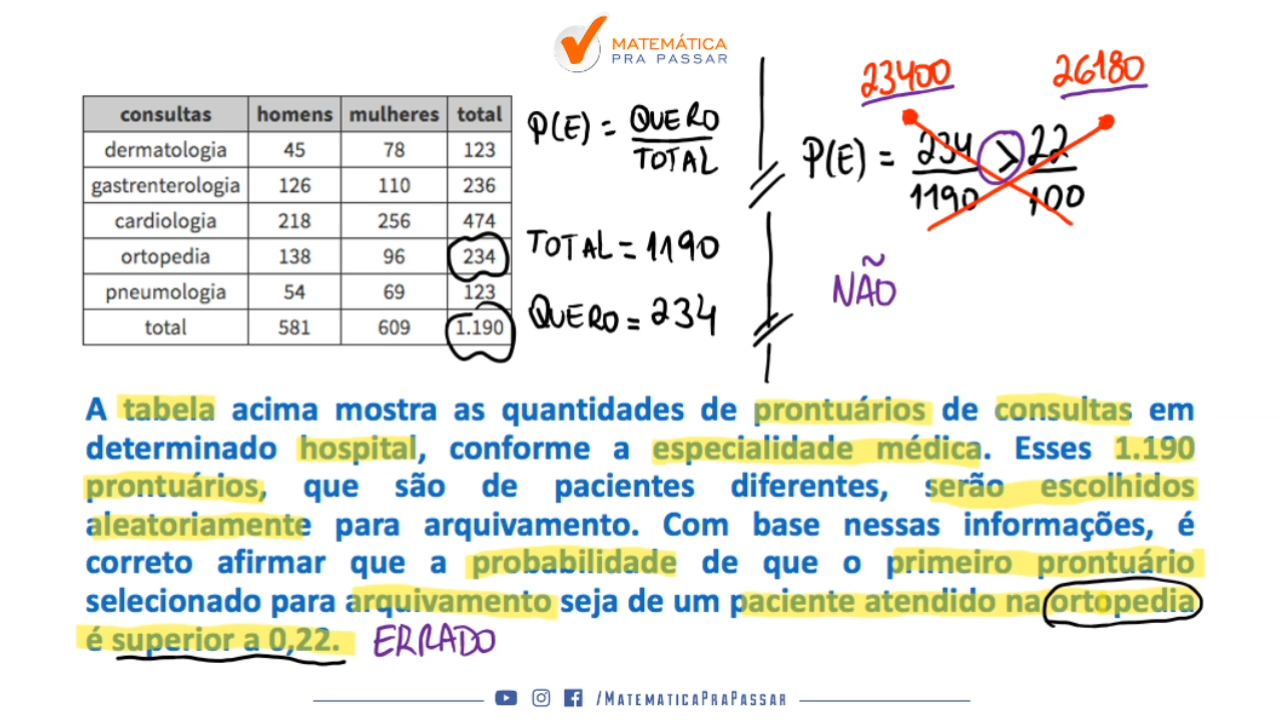 MATEMÁTICA
PRA PASSAR
consultas homens mulheres total
dermatologia 45 78 123
gastrenterologia 126 110 236
cardiologia 218 256 474
ortopedia 138 96 234
pneumologia 54 69 123
total 581 609 1.190
P(E) = QUERO
TOTAL
TOTAL = 1190
QUERO = 234
23400 26180
P(E) = 234 > 22
1190 100
NÃO
A tabela acima mostra as quantidades de prontuários de consultas em
determinado hospital, conforme a especialidade médica. Esses 1.190
prontuários, que são de pacientes diferentes, serão escolhidos
aleatoriamente para arquivamento. Com base nessas informações, é
correto afirmar que a probabilidade de que o primeiro prontuário
selecionado para arquivamento seja de um paciente atendido na ortopedia
é superior a 0,22. ERRADO
/MATEMATICAPRAPASSAR